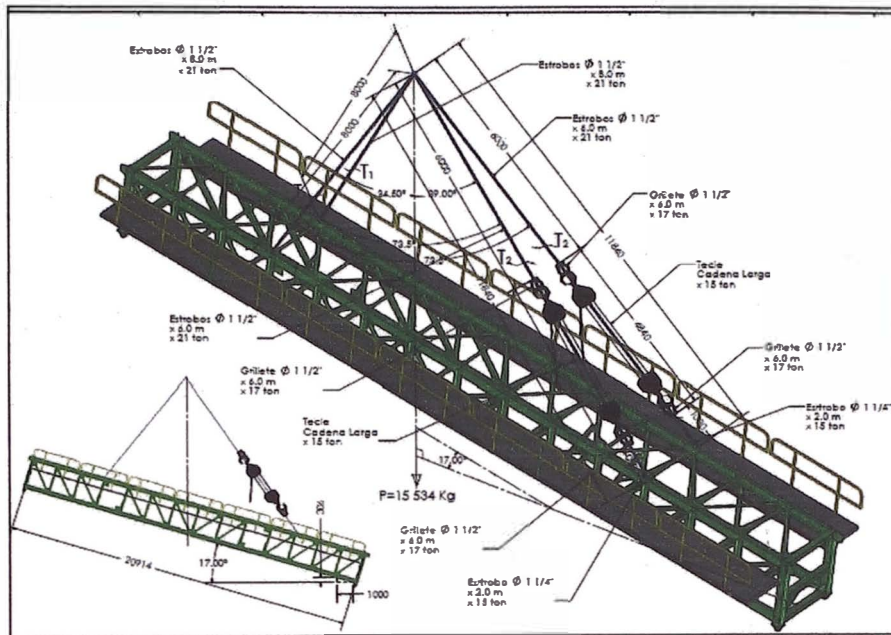 Estrobos Ø 1 1/2"
x 8.0 m
x 21 ton
Estrobos Ø 1 1/2"
x 8.0 m
x 21 ton
Estrobos Ø 1 1/2"
x 6.0 m
x 21 ton
8000
8000
6000
6000
T1
34.50°
39.00°
Grillete Ø 1 1/2"
x 6.0 m
x 17 ton
73.5°
T2
T2
11840
Tecle
Cadena Larga
x 15 ton
Estrobos Ø 1 1/2"
x 6.0 m
x 21 ton
Grillete Ø 1 1/2"
x 6.0 m
x 17 ton
Grillete Ø 1 1/2"
x 6.0 m
x 17 ton
Estrobo Ø 1 1/4"
x 2.0 m
x 15 ton
Tecle
Cadena Larga
x 15 ton
17.00°
P=15 534 Kg
306
Grillete Ø 1 1/2"
x 6.0 m
x 17 ton
17.00°
20914
1000
Estrobo Ø 1 1/4"
x 2.0 m
x 15 ton